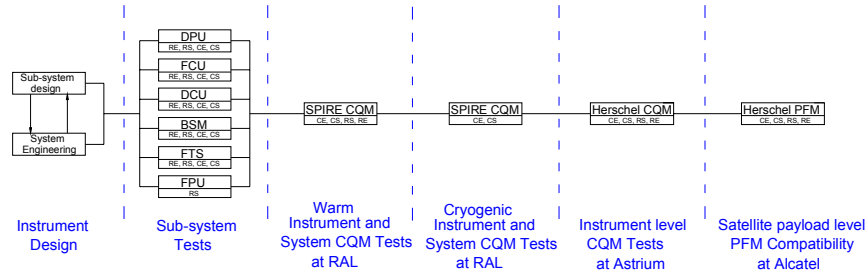 Sub-system
design
System
Engineering
DPU
RE, RS, CE, CS
FCU
RE, RS, CE, CS
DCU
RE, RS, CE, CS
BSM
RE, RS, CE, CS
FTS
RE, RS, CE, CS
FPU
RS
SPIRE CQM
CE, CS, RS, RE
SPIRE CQM
CE, CS
Herschel CQM
CE, CS, RS, RE
Herschel PFM
CE, CS, RS, RE
Instrument
Design
Sub-system
Tests
Warm
Instrument and
System CQM Tests
at RAL
Cryogenic
Instrument and
System CQM Tests
at RAL
Instrument level
CQM Tests
at Astrium
Satellite payload level
PFM Compatibility
at Alcatel